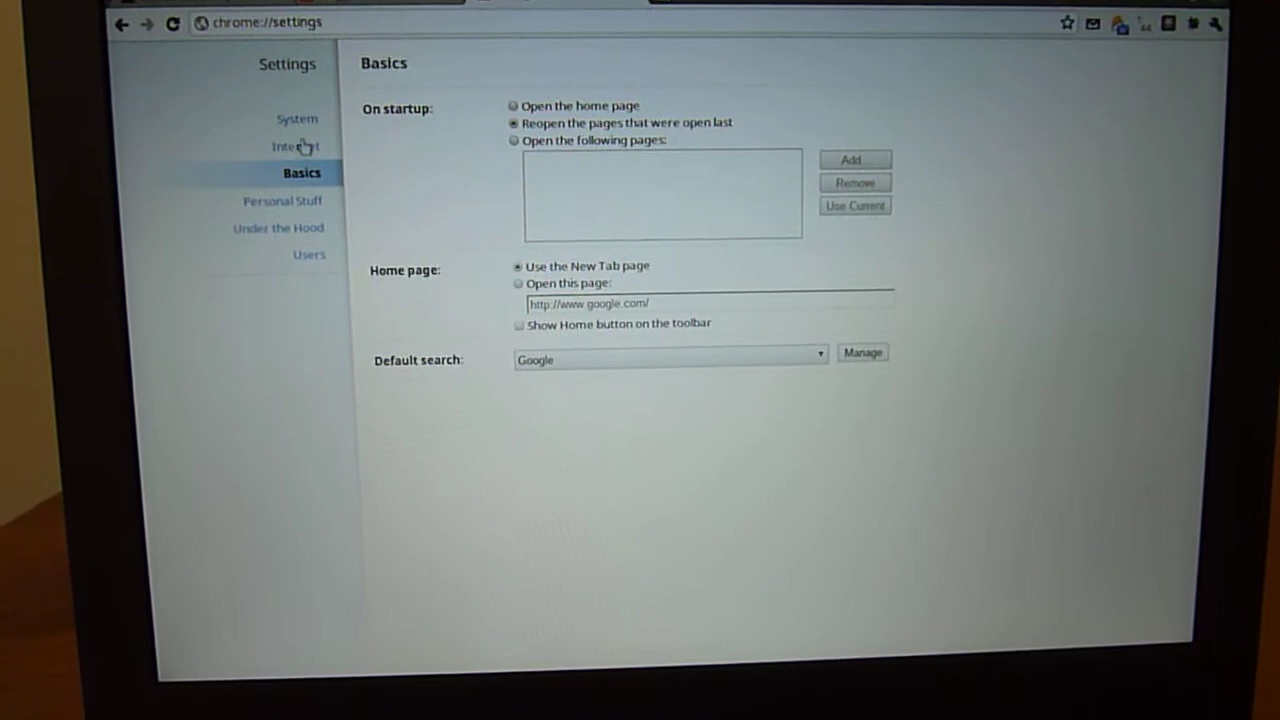 chrome://settings
Settings
System
Internet
Basics
Personal Stuff
Under the Hood
Users
Basics
On startup:
Open the home page
Reopen the pages that were open last
Open the following pages:
Add...
Remove
Use Current
Home page:
Use the New Tab page
Open this page:
http://www.google.com/
Show Home button on the toolbar
Default search:
Google
Manage